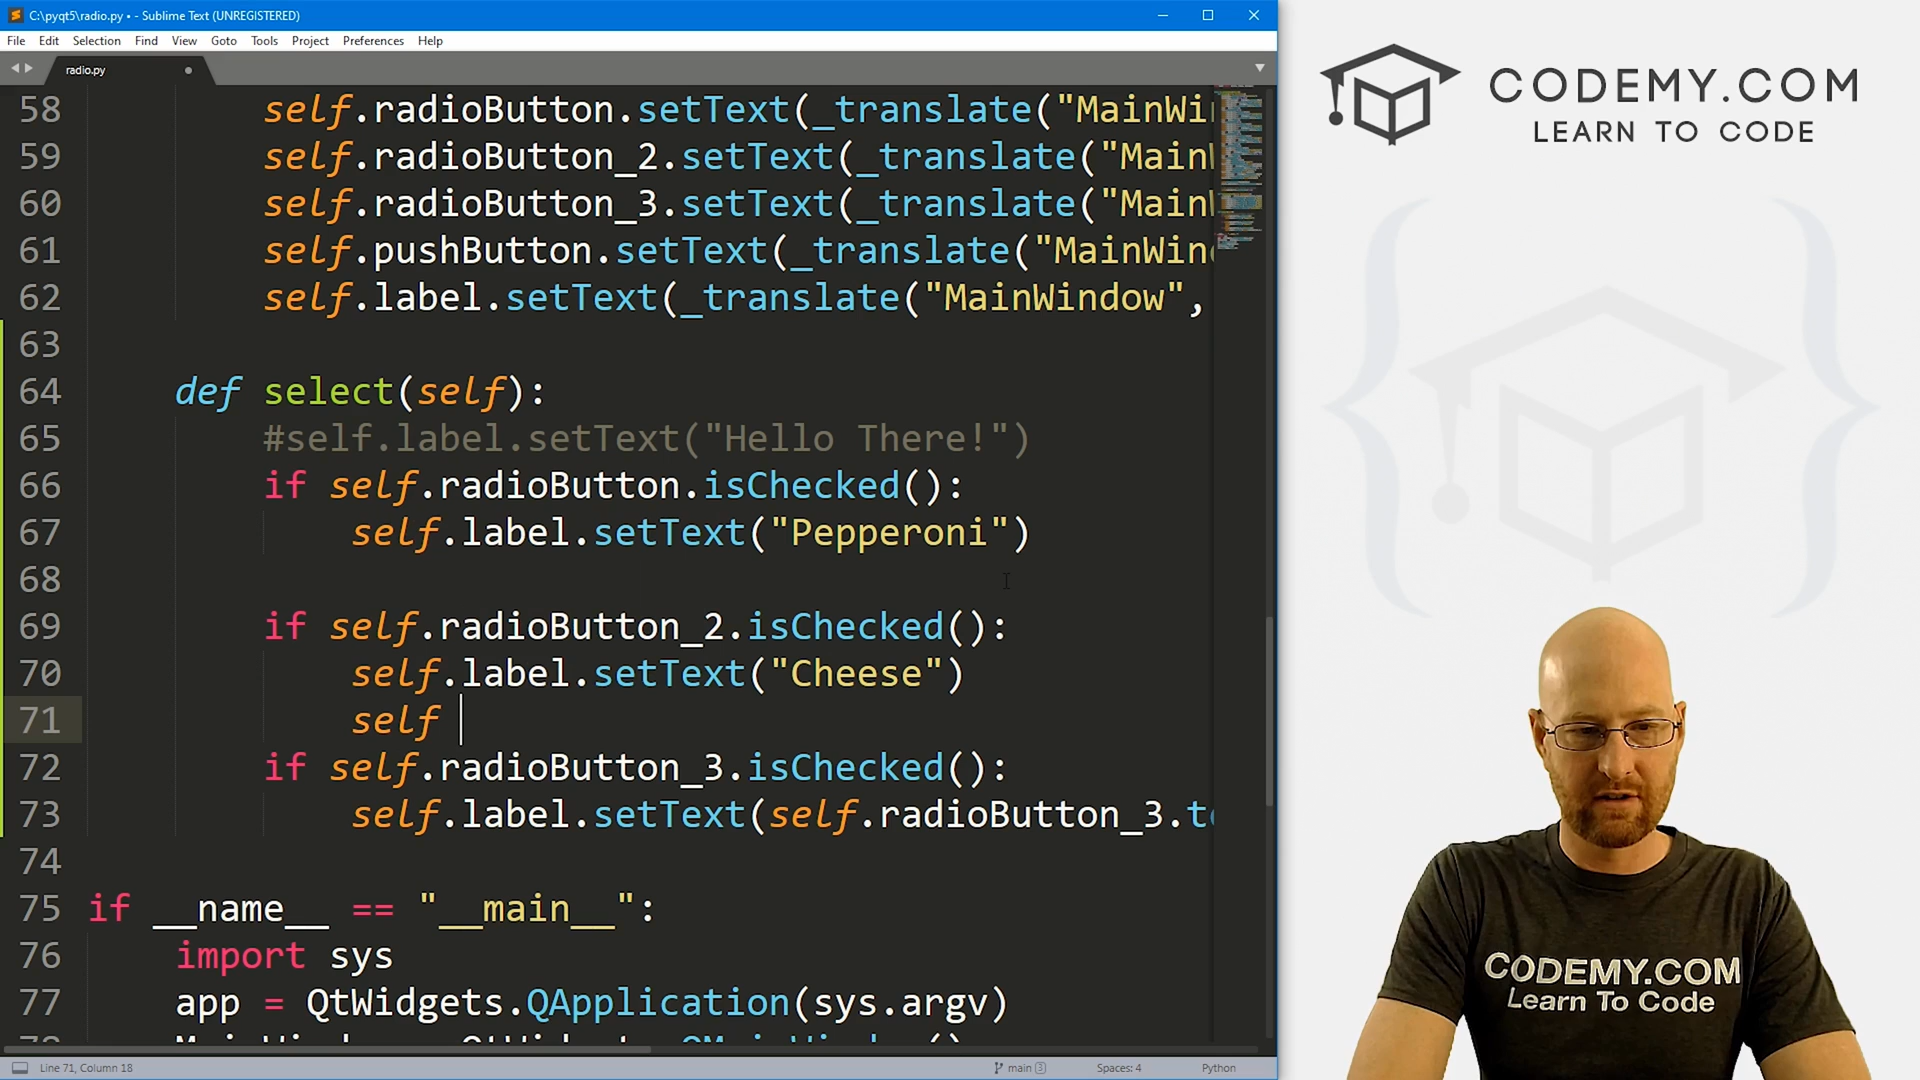 C:\pyqt5\radio.py • - Sublime Text (UNREGISTERED)
File Edit Selection Find View Goto Tools Project Preferences Help
radio.py
58 self.radioButton.setText(_translate("MainWi
59 self.radioButton_2.setText(_translate("Main
60 self.radioButton_3.setText(_translate("Main
61 self.pushButton.setText(_translate("MainWin
62 self.label.setText(_translate("MainWindow",
63
64 def select(self):
65 #self.label.setText("Hello There!")
66 if self.radioButton.isChecked():
67 self.label.setText("Pepperoni")
68
69 if self.radioButton_2.isChecked():
70 self.label.setText("Cheese")
71 self
72 if self.radioButton_3.isChecked():
73 self.label.setText(self.radioButton_3.te
74
75 if __name__ == "__main__":
76 import sys
77 app = QtWidgets.QApplication(sys.argv)
Line 71, Column 18
main 3
Spaces: 4
Python
CODEMY.COM
LEARN TO CODE
CODEMY.COM
Learn To Code